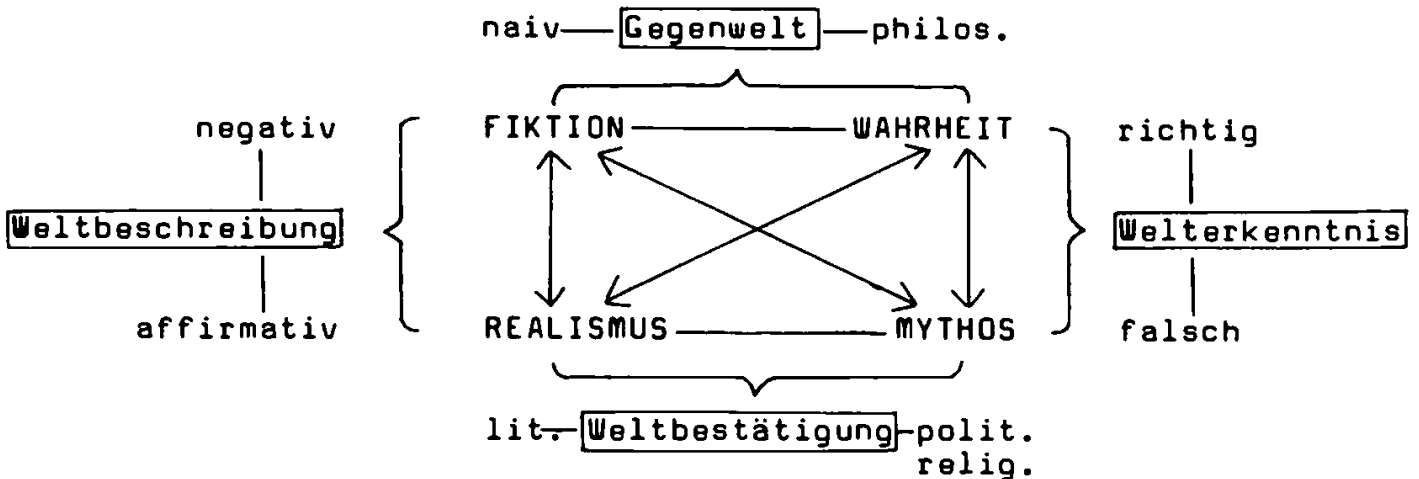 naiv — Gegenwelt — philos.
negativ FIKTION — WAHRHEIT richtig
Weltbeschreibung Welterkenntnis
affirmativ REALISMUS — MYTHOS falsch
lit. — Weltbestätigung — polit.
relig.